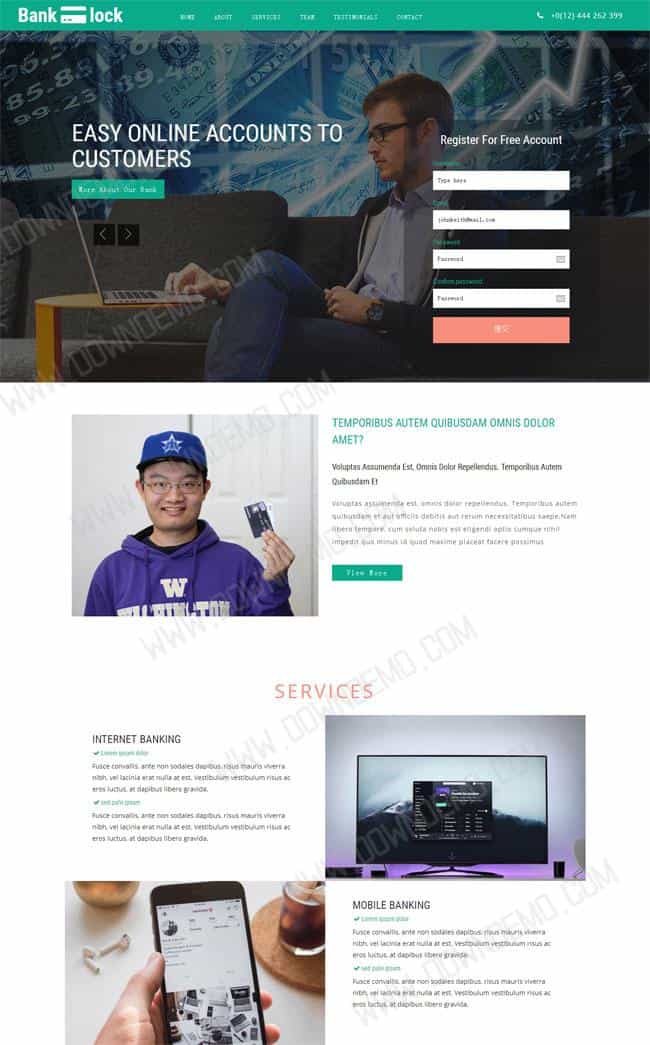 Bank lock
HOME ABOUT SERVICES TEAM TESTIMONIALS CONTACT
+0(12) 444 262 399
EASY ONLINE ACCOUNTS TO
CUSTOMERS
More About Our Bank
Register For Free Account
Type here
Email
johnkeith@mail.com
Password
Password
Confirm password
Password
提交
TEMPORIBUS AUTEM QUIBUSDAM OMNIS DOLOR
AMET?
Voluptas Assumenda Est, Omnis Dolor Repellendus. Temporibus Autem
Quibusdam Et
Voluptas assumenda est, omnis dolor repellendus. Temporibus autem
quibusdam et aut officiis debitis aut rerum necessitatibus saepe.Nam
libero tempore, cum soluta nobis est eligendi optio cumque nihil
impedit quo minus id quod maxime placeat facere possimus
View More
W
WASHINGTON
SERVICES
INTERNET BANKING
Lorem ipsum dolor
Fusce convallis, ante non sodales dapibus, risus mauris viverra
nibh, vel lacinia erat nulla at est. Vestibulum vestibulum risus ac
eros luctus, at dapibus libero gravida.
sed palo ipsum
Fusce convallis, ante non sodales dapibus, risus mauris viverra
nibh, vel lacinia erat nulla at est. Vestibulum vestibulum risus ac
eros luctus, at dapibus libero gravida.
MOBILE BANKING
Lorem ipsum dolor
Fusce convallis, ante non sodales dapibus, risus mauris viverra
nibh, vel lacinia erat nulla at est. Vestibulum vestibulum risus ac
eros luctus, at dapibus libero gravida.
sed palo ipsum
Fusce convallis, ante non sodales dapibus, risus mauris viverra
nibh, vel lacinia erat nulla at est. Vestibulum vestibulum risus ac
eros luctus, at dapibus libero gravida.
WWW.DOWNDEMO.COM